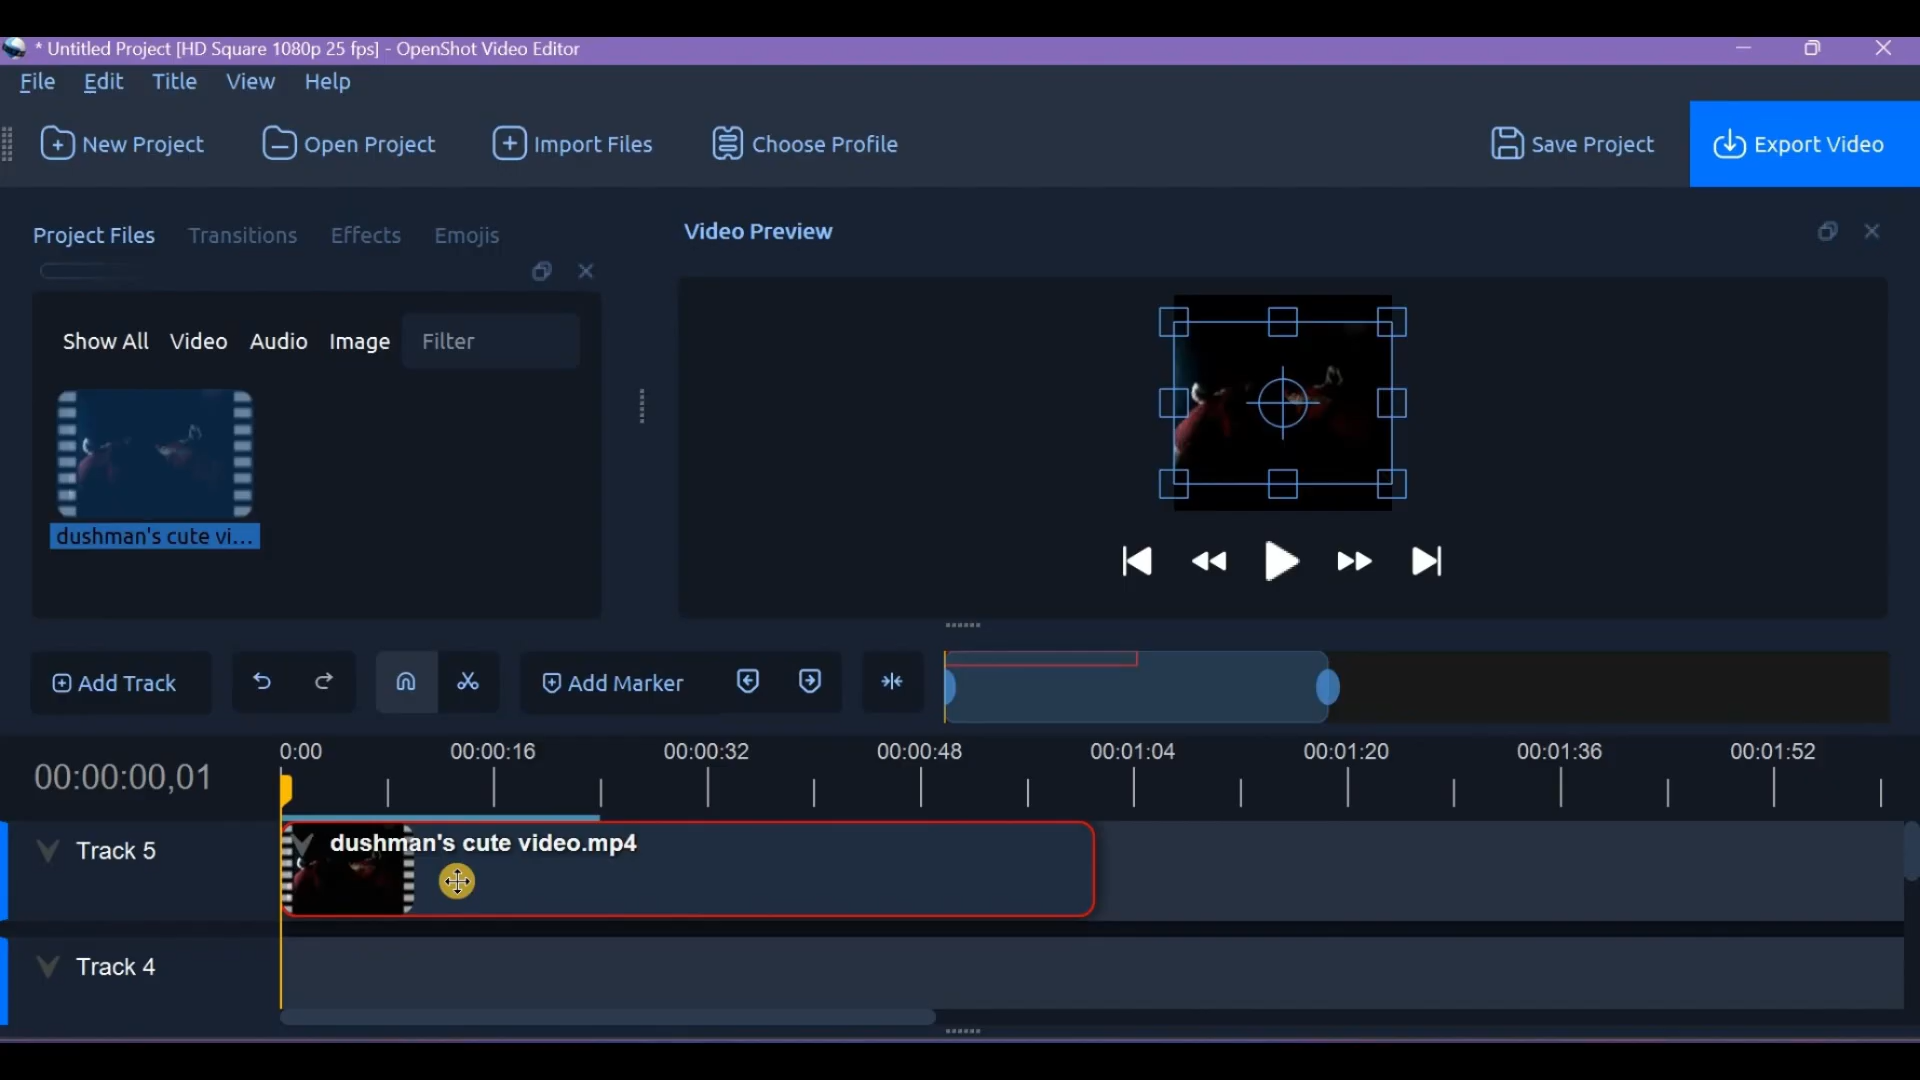 * Untitled Project [HD Square 1080p 25 fps] - OpenShot Video Editor
File Edit Title View Help
New Project Open Project Import Files Choose Profile Save Project Export Video
Project Files Transitions Effects Emojis
Video Preview
Show All Video Audio Image Filter
dushman's cute vi...
Add Track Add Marker
0:00 00:00:16 00:00:32 00:00:48 00:01:04 00:01:20 00:01:36 00:01:52
00:00:00,01
Track 5
dushman's cute video.mp4
Track 4